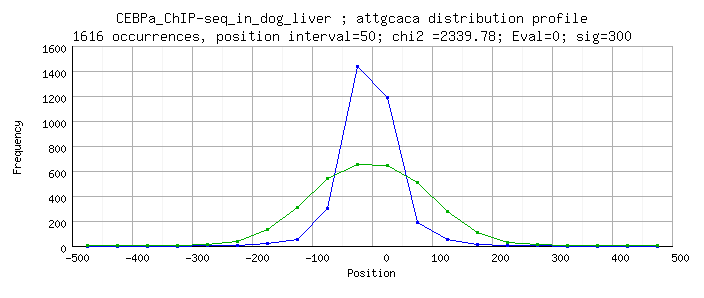 CEBPa_ChIP-seq_in_dog_liver ; attgcaca distribution profile
1616 occurrences, position interval=50; chi2 =2339.78; Eval=0; sig=300
1600
1400
1200
1000
800
600
400
200
0
Frequency
-500 -400 -300 -200 -100 0 100 200 300 400 500
Position